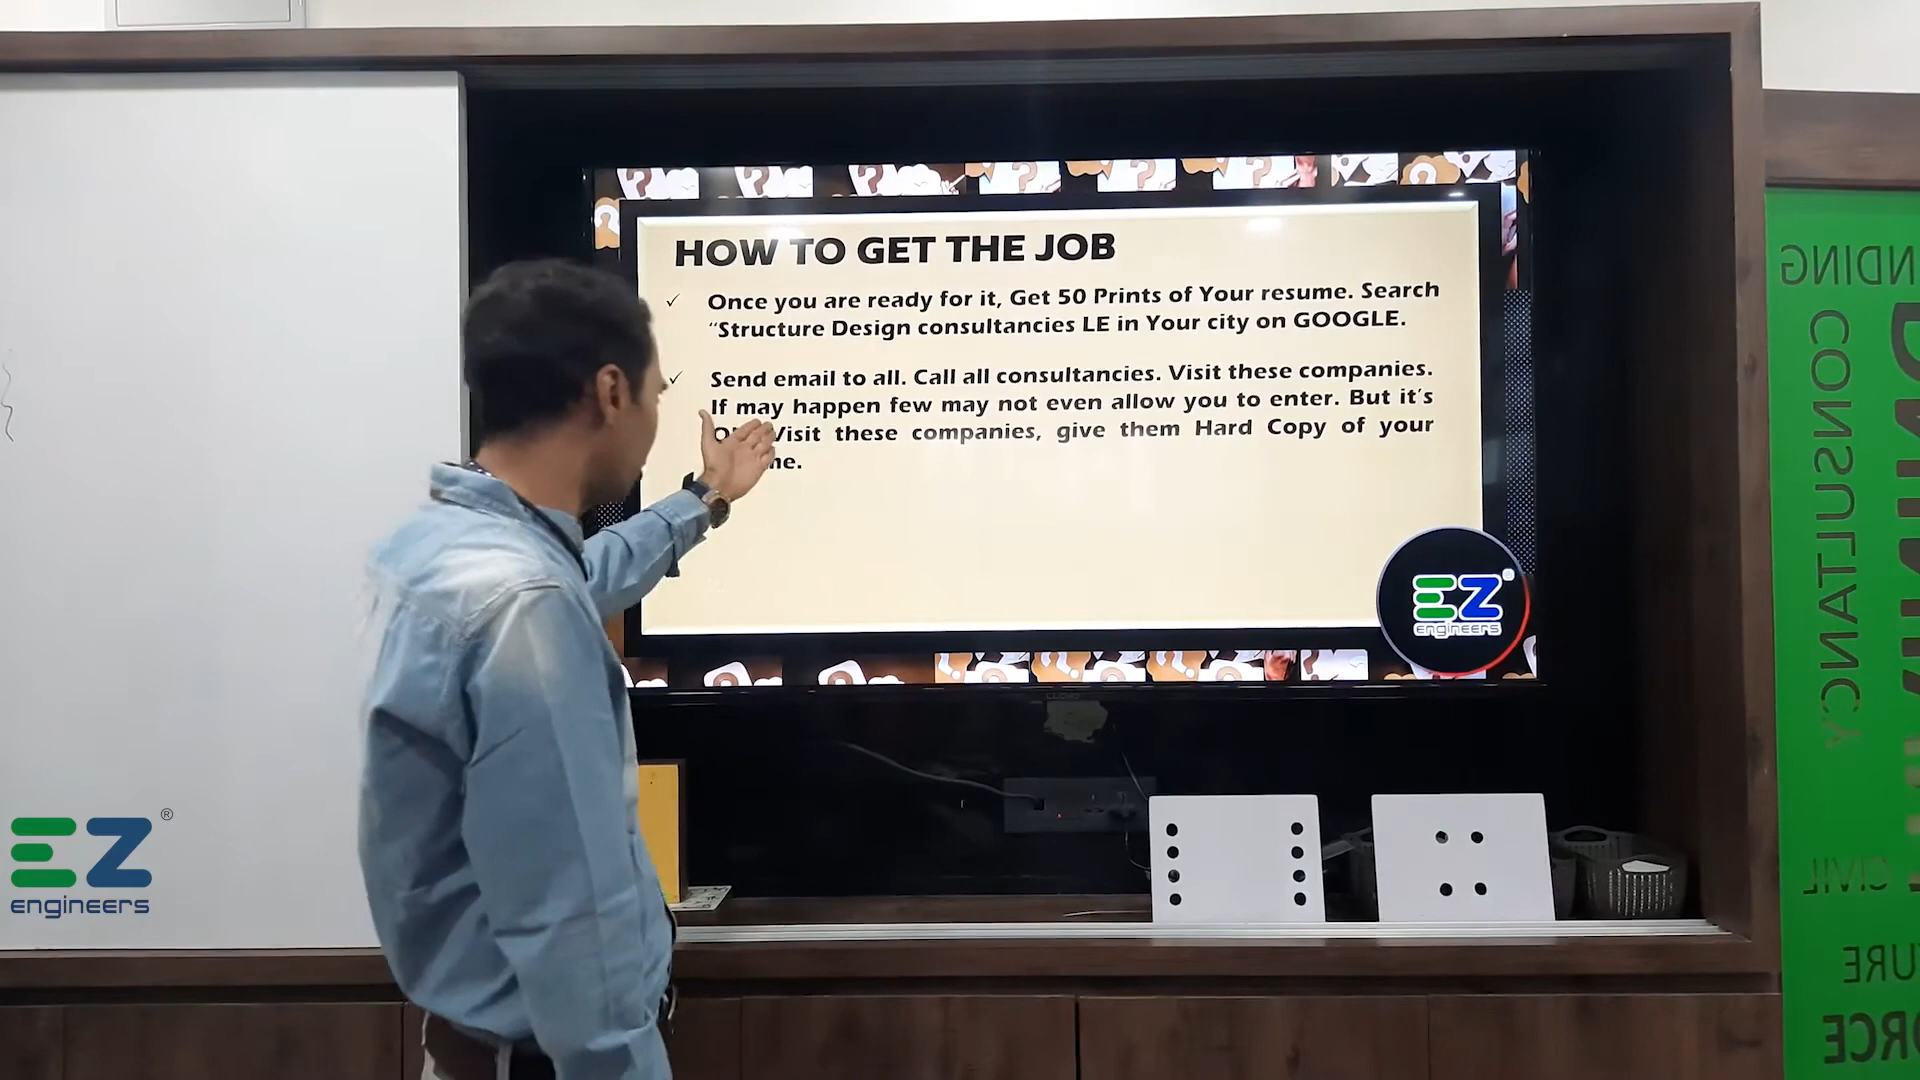 HOW TO GET THE JOB
✓ Once you are ready for it, Get 50 Prints of Your resume. Search
"Structure Design consultancies LE in Your city on GOOGLE.
✓ Send email to all. Call all consultancies. Visit these companies.
If may happen few may not even allow you to enter. But it's
Visit these companies, give them Hard Copy of your
EZ
engineers
EZ®
engineers
CONSULTANCY
CIVIL